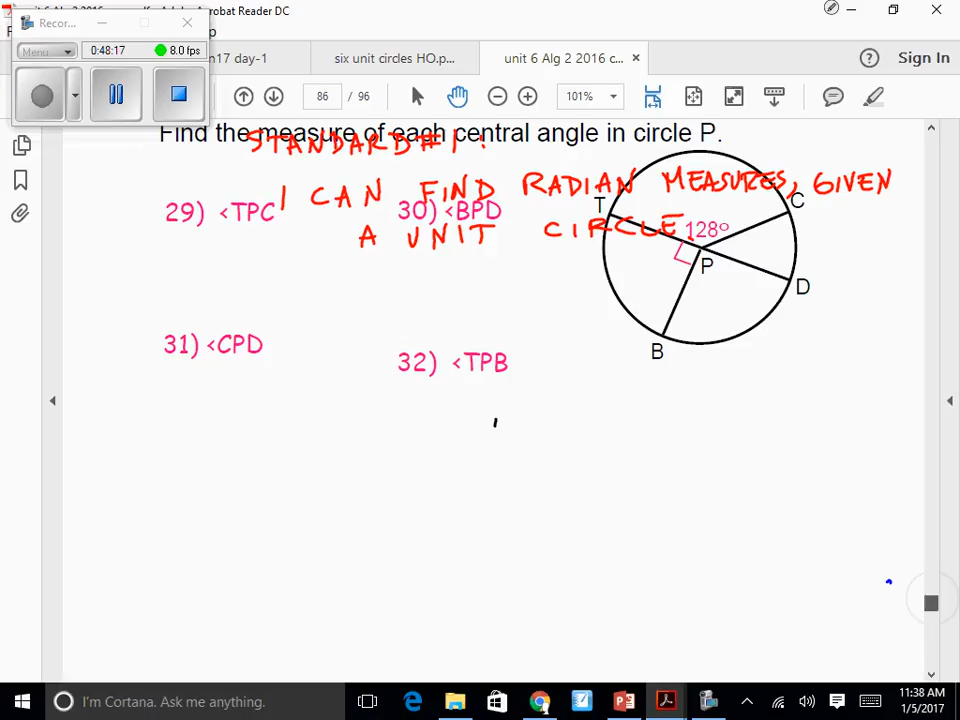 Recor...
Acrobat Reader DC
Menu
0:48:17
8.0 fps
n17 day-1
six unit circles HO.p...
unit 6 Alg 2 2016 c...
Sign In
86 / 96
101%
Find the measure of each central angle in circle P.
STANDARD #1:
I CAN FIND RADIAN MEASURES, GIVEN
A UNIT CIRCLE.
29) <TPC
30) <BPD
T
C
128°
P
D
B
31) <CPD
32) <TPB
I'm Cortana. Ask me anything.
11:38 AM
1/5/2017